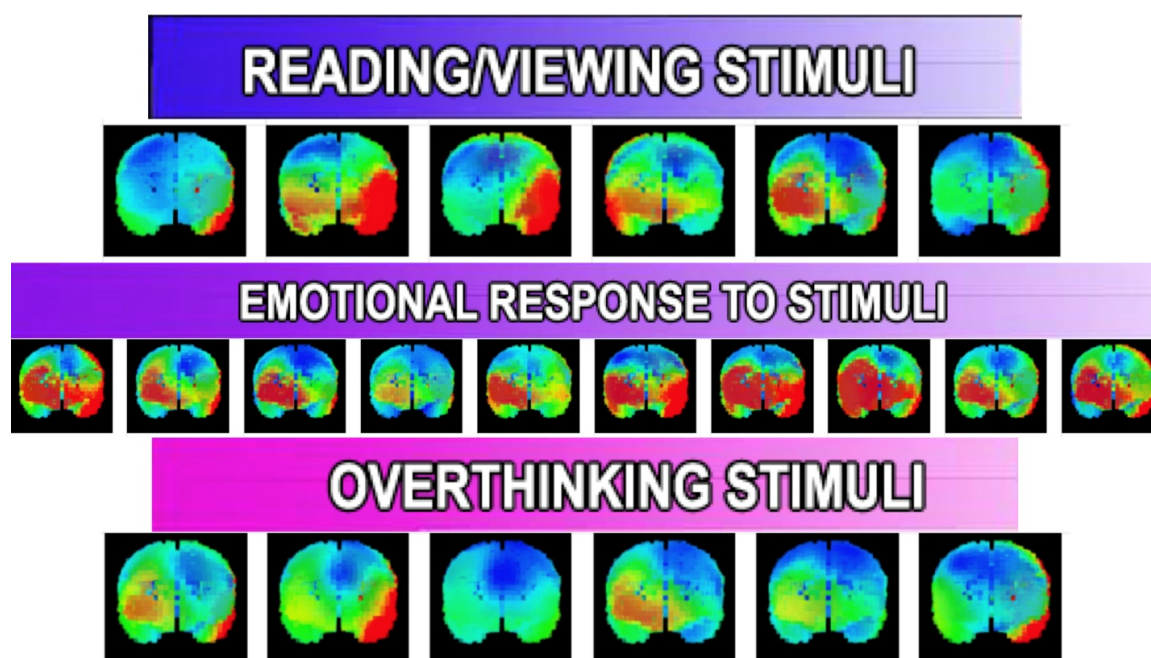 READING/VIEWING STIMULI
EMOTIONAL RESPONSE TO STIMULI
OVERTHINKING STIMULI